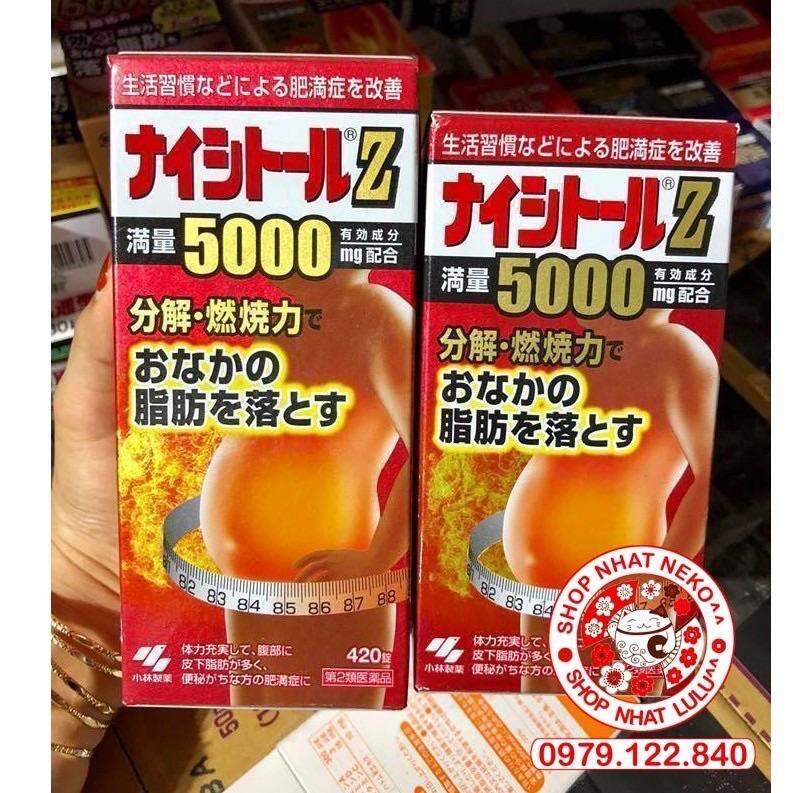 生活習慣などによる肥満症を改善
ナイシトール®Z
満量5000mg配合
有効成分
分解・燃焼力で
おなかの
脂肪を落とす
82 83 84 85 86 87 88
体力充実して、腹部に
皮下脂肪が多く、
便秘がちな方の肥満症に
420錠
第2類医薬品
小林製薬
生活習慣などによる肥満症を改善
ナイシトール®Z
満量5000mg配合
有効成分
分解・燃焼力で
おなかの
脂肪を落とす
82 83 84
体力充実して、
皮下脂肪が多く
便秘がちな方の
小林製薬
SHOP NHAT NEKO^^
SHOP NHAT LULU^^
0979.122.840